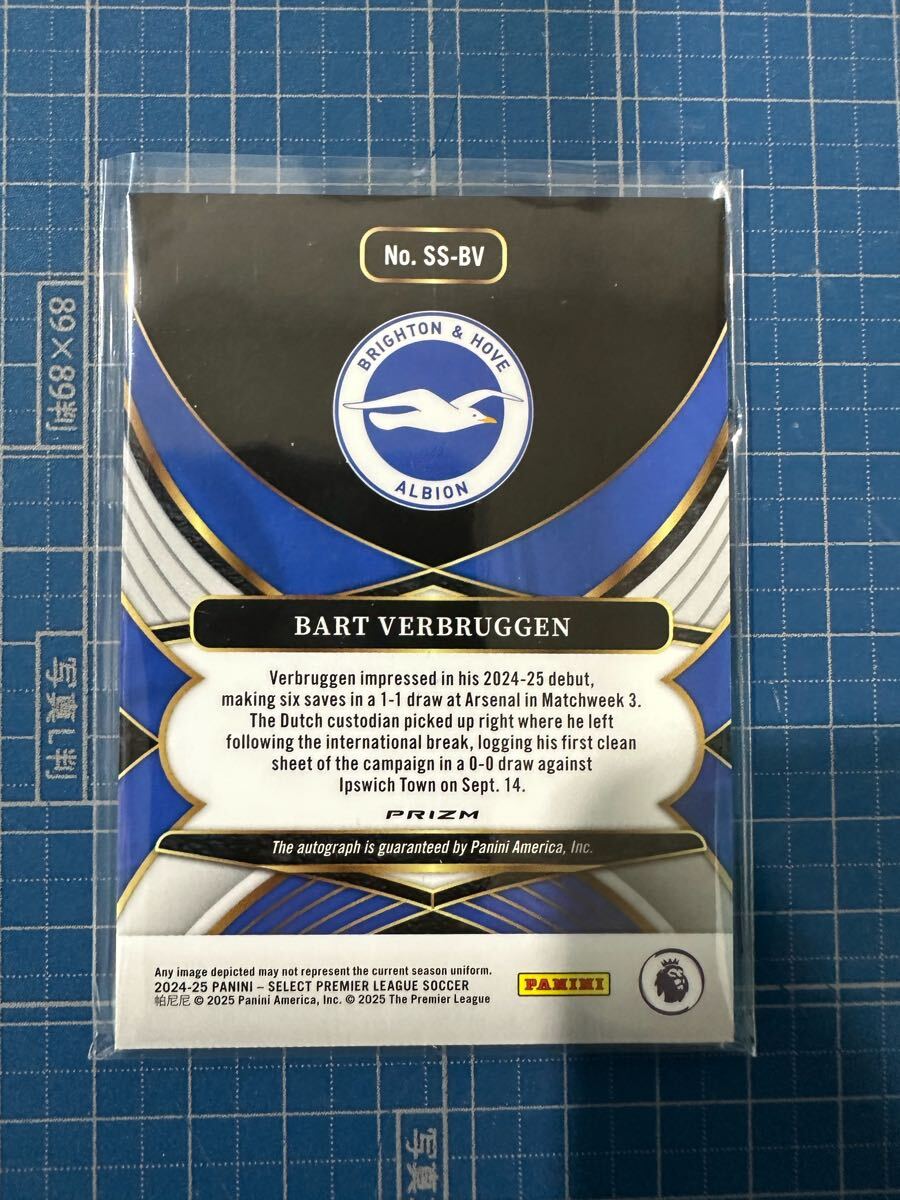 No. SS-BV
BRIGHTON & HOVE
ALBION
BART VERBRUGGEN
Verbruggen impressed in his 2024-25 debut,
making six saves in a 1-1 draw at Arsenal in Matchweek 3.
The Dutch custodian picked up right where he left
following the international break, logging his first clean
sheet of the campaign in a 0-0 draw against
Ipswich Town on Sept. 14.
PRIZM
The autograph is guaranteed by Panini America, Inc.
Any image depicted may not represent the current season uniform.
2024-25 PANINI – SELECT PREMIER LEAGUE SOCCER
帕尼尼 © 2025 Panini America, Inc. © 2025 The Premier League
PANINI
89×89
写真